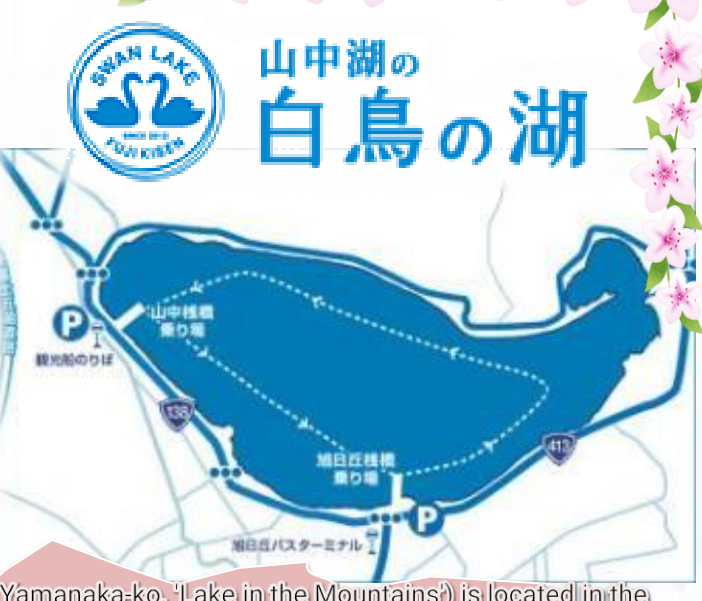 SWAN LAKE
SINCE 2012
FUJI KISEN
山中湖の
白鳥の湖
山中桟橋
乗り場
P
観光船のりば
138
413
旭日丘桟橋
乗り場
P
旭日丘バスターミナル
Yamanaka-ko, 'Lake in the Mountains') is located in the